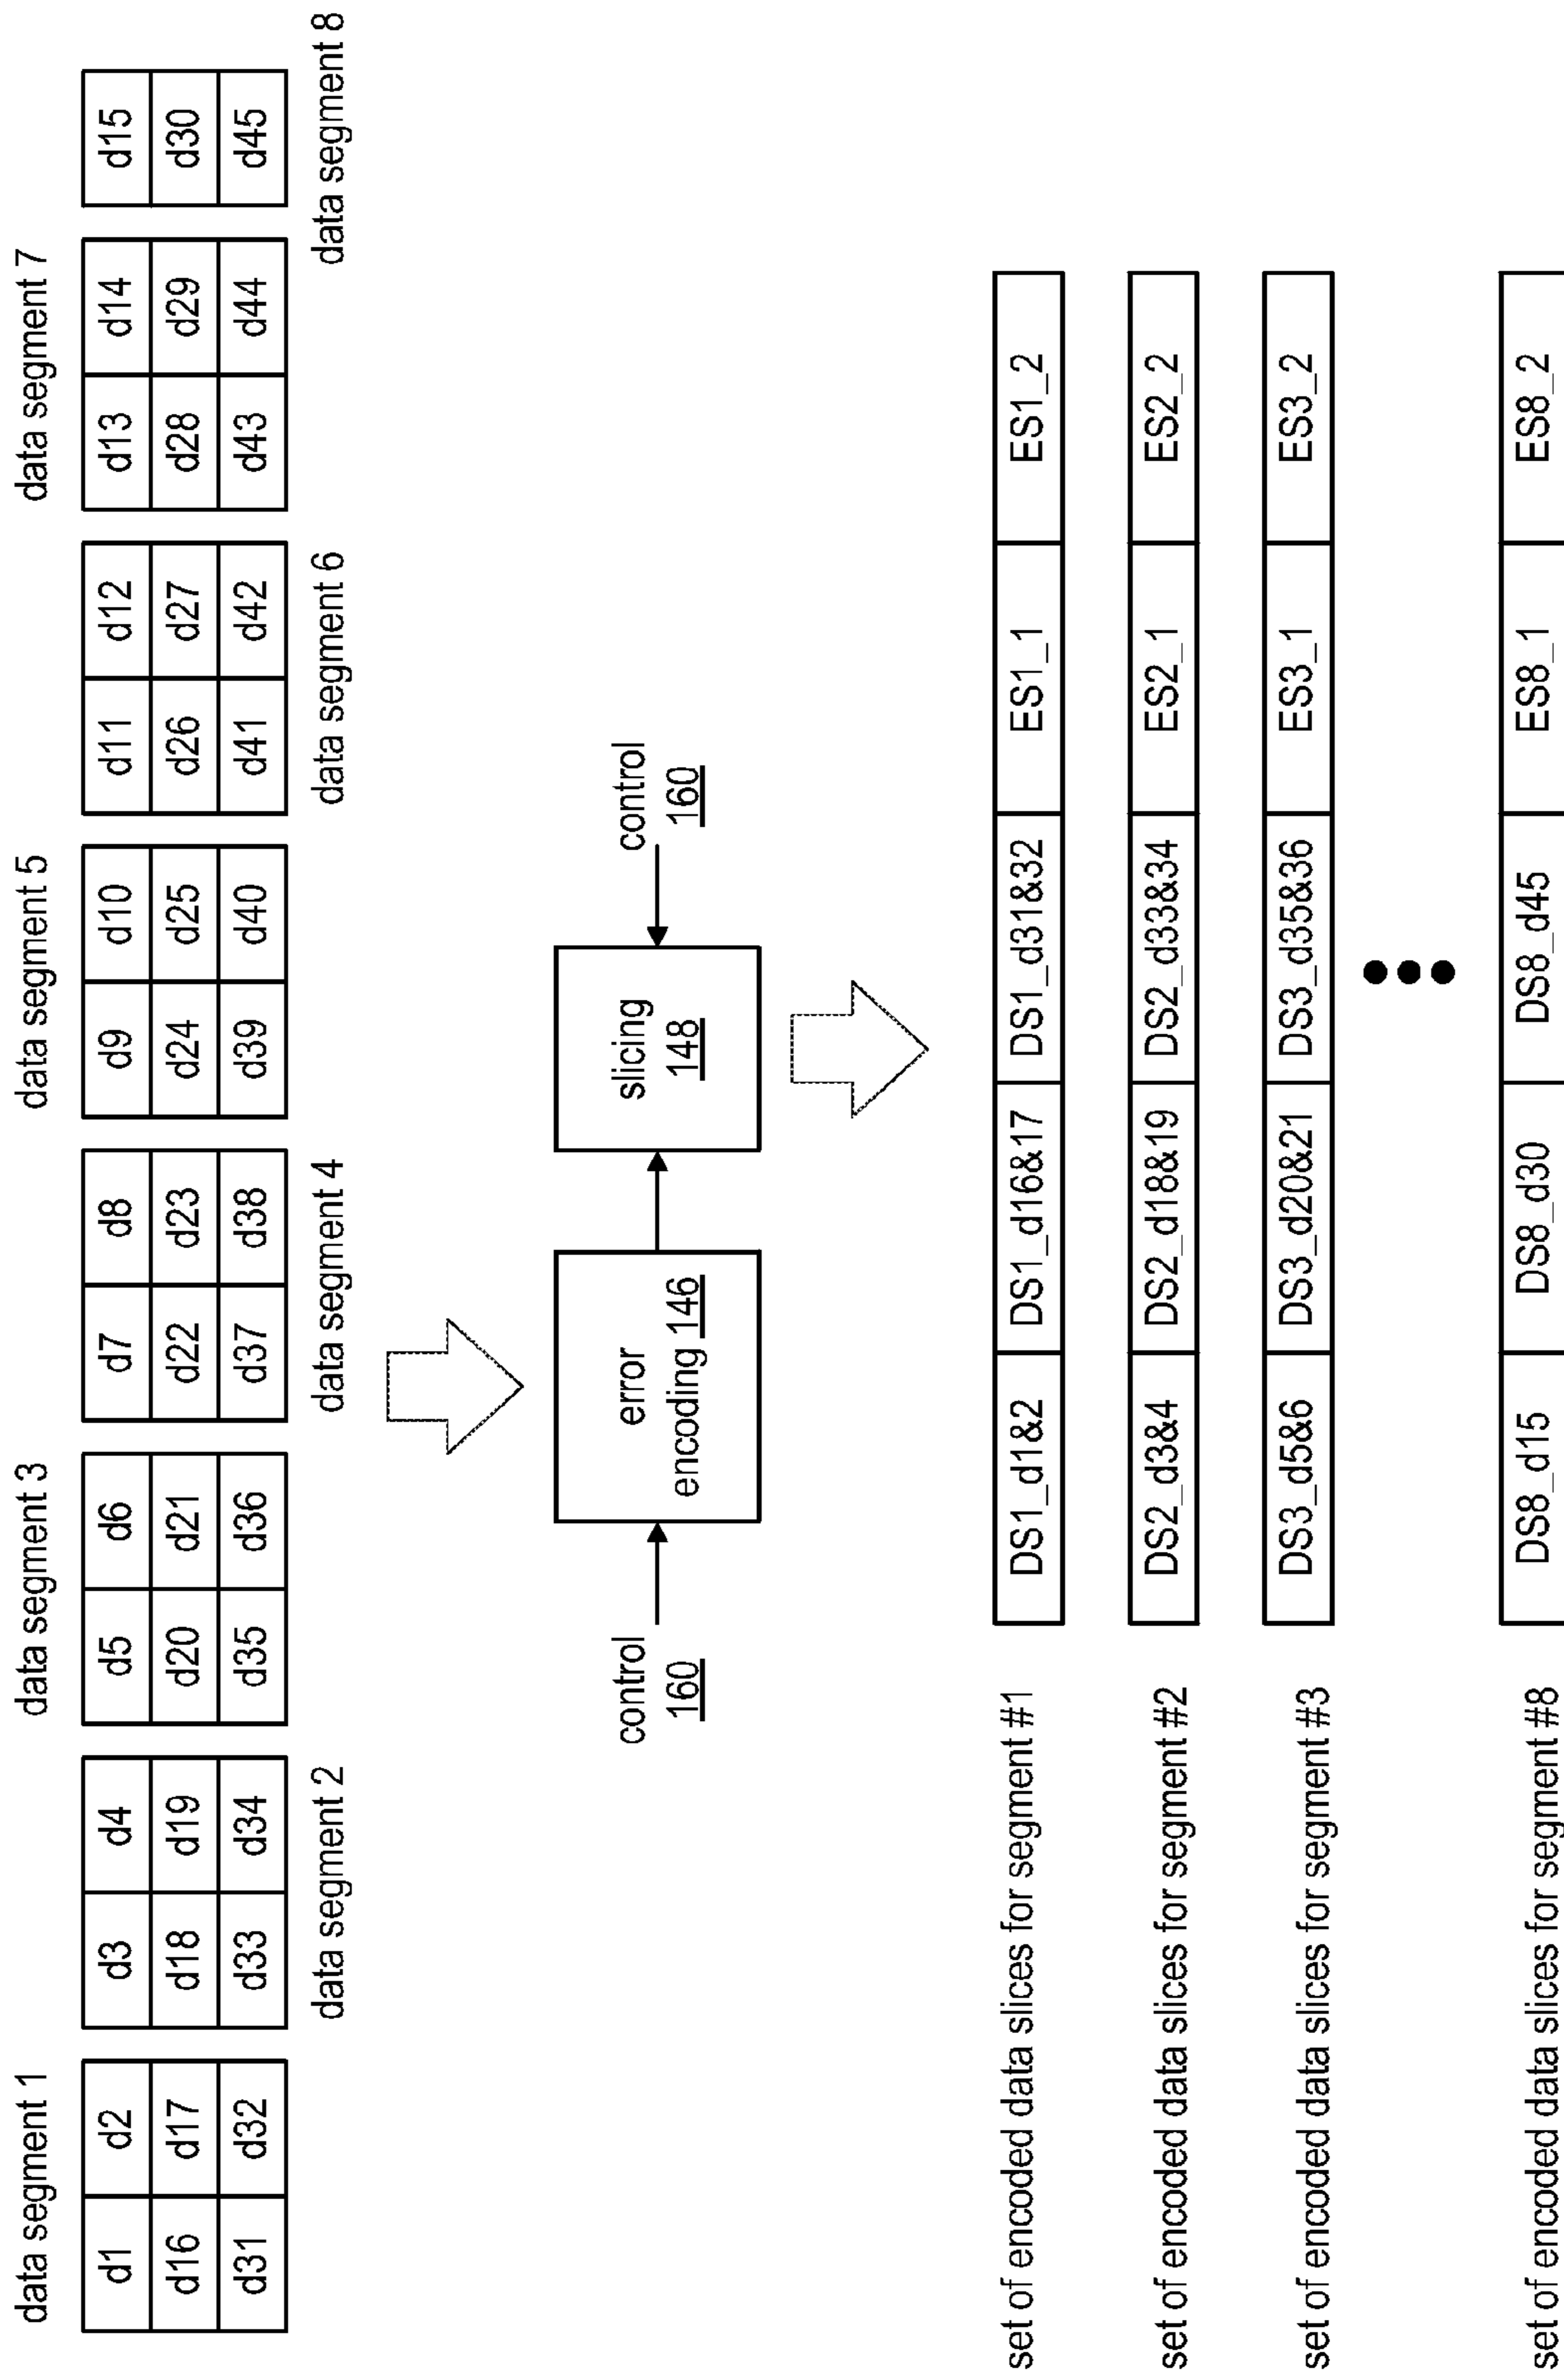 data segment 1
data segment 3
data segment 5
data segment 7
d1 d2 d3 d4 d5 d6 d7 d8 d9 d10 d11 d12 d13 d14 d15
d16 d17 d18 d19 d20 d21 d22 d23 d24 d25 d26 d27 d28 d29 d30
d31 d32 d33 d34 d35 d36 d37 d38 d39 d40 d41 d42 d43 d44 d45
data segment 2
data segment 4
data segment 6
data segment 8
control
160
error
encoding 146
slicing
148
control
160
set of encoded data slices for segment #1
DS1_d1&2 DS1_d16&17 DS1_d31&32 ES1_1 ES1_2
set of encoded data slices for segment #2
DS2_d3&4 DS2_d18&19 DS2_d33&34 ES2_1 ES2_2
set of encoded data slices for segment #3
DS3_d5&6 DS3_d20&21 DS3_d35&36 ES3_1 ES3_2
set of encoded data slices for segment #8
DS8_d15 DS8_d30 DS8_d45 ES8_1 ES8_2